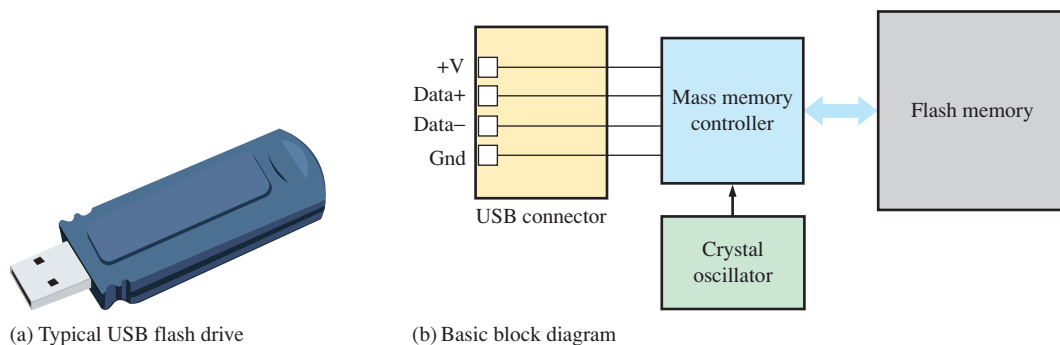 +V
Data+
Data−
Gnd
USB connector
Mass memory
controller
Flash memory
Crystal
oscillator
(a) Typical USB flash drive
(b) Basic block diagram